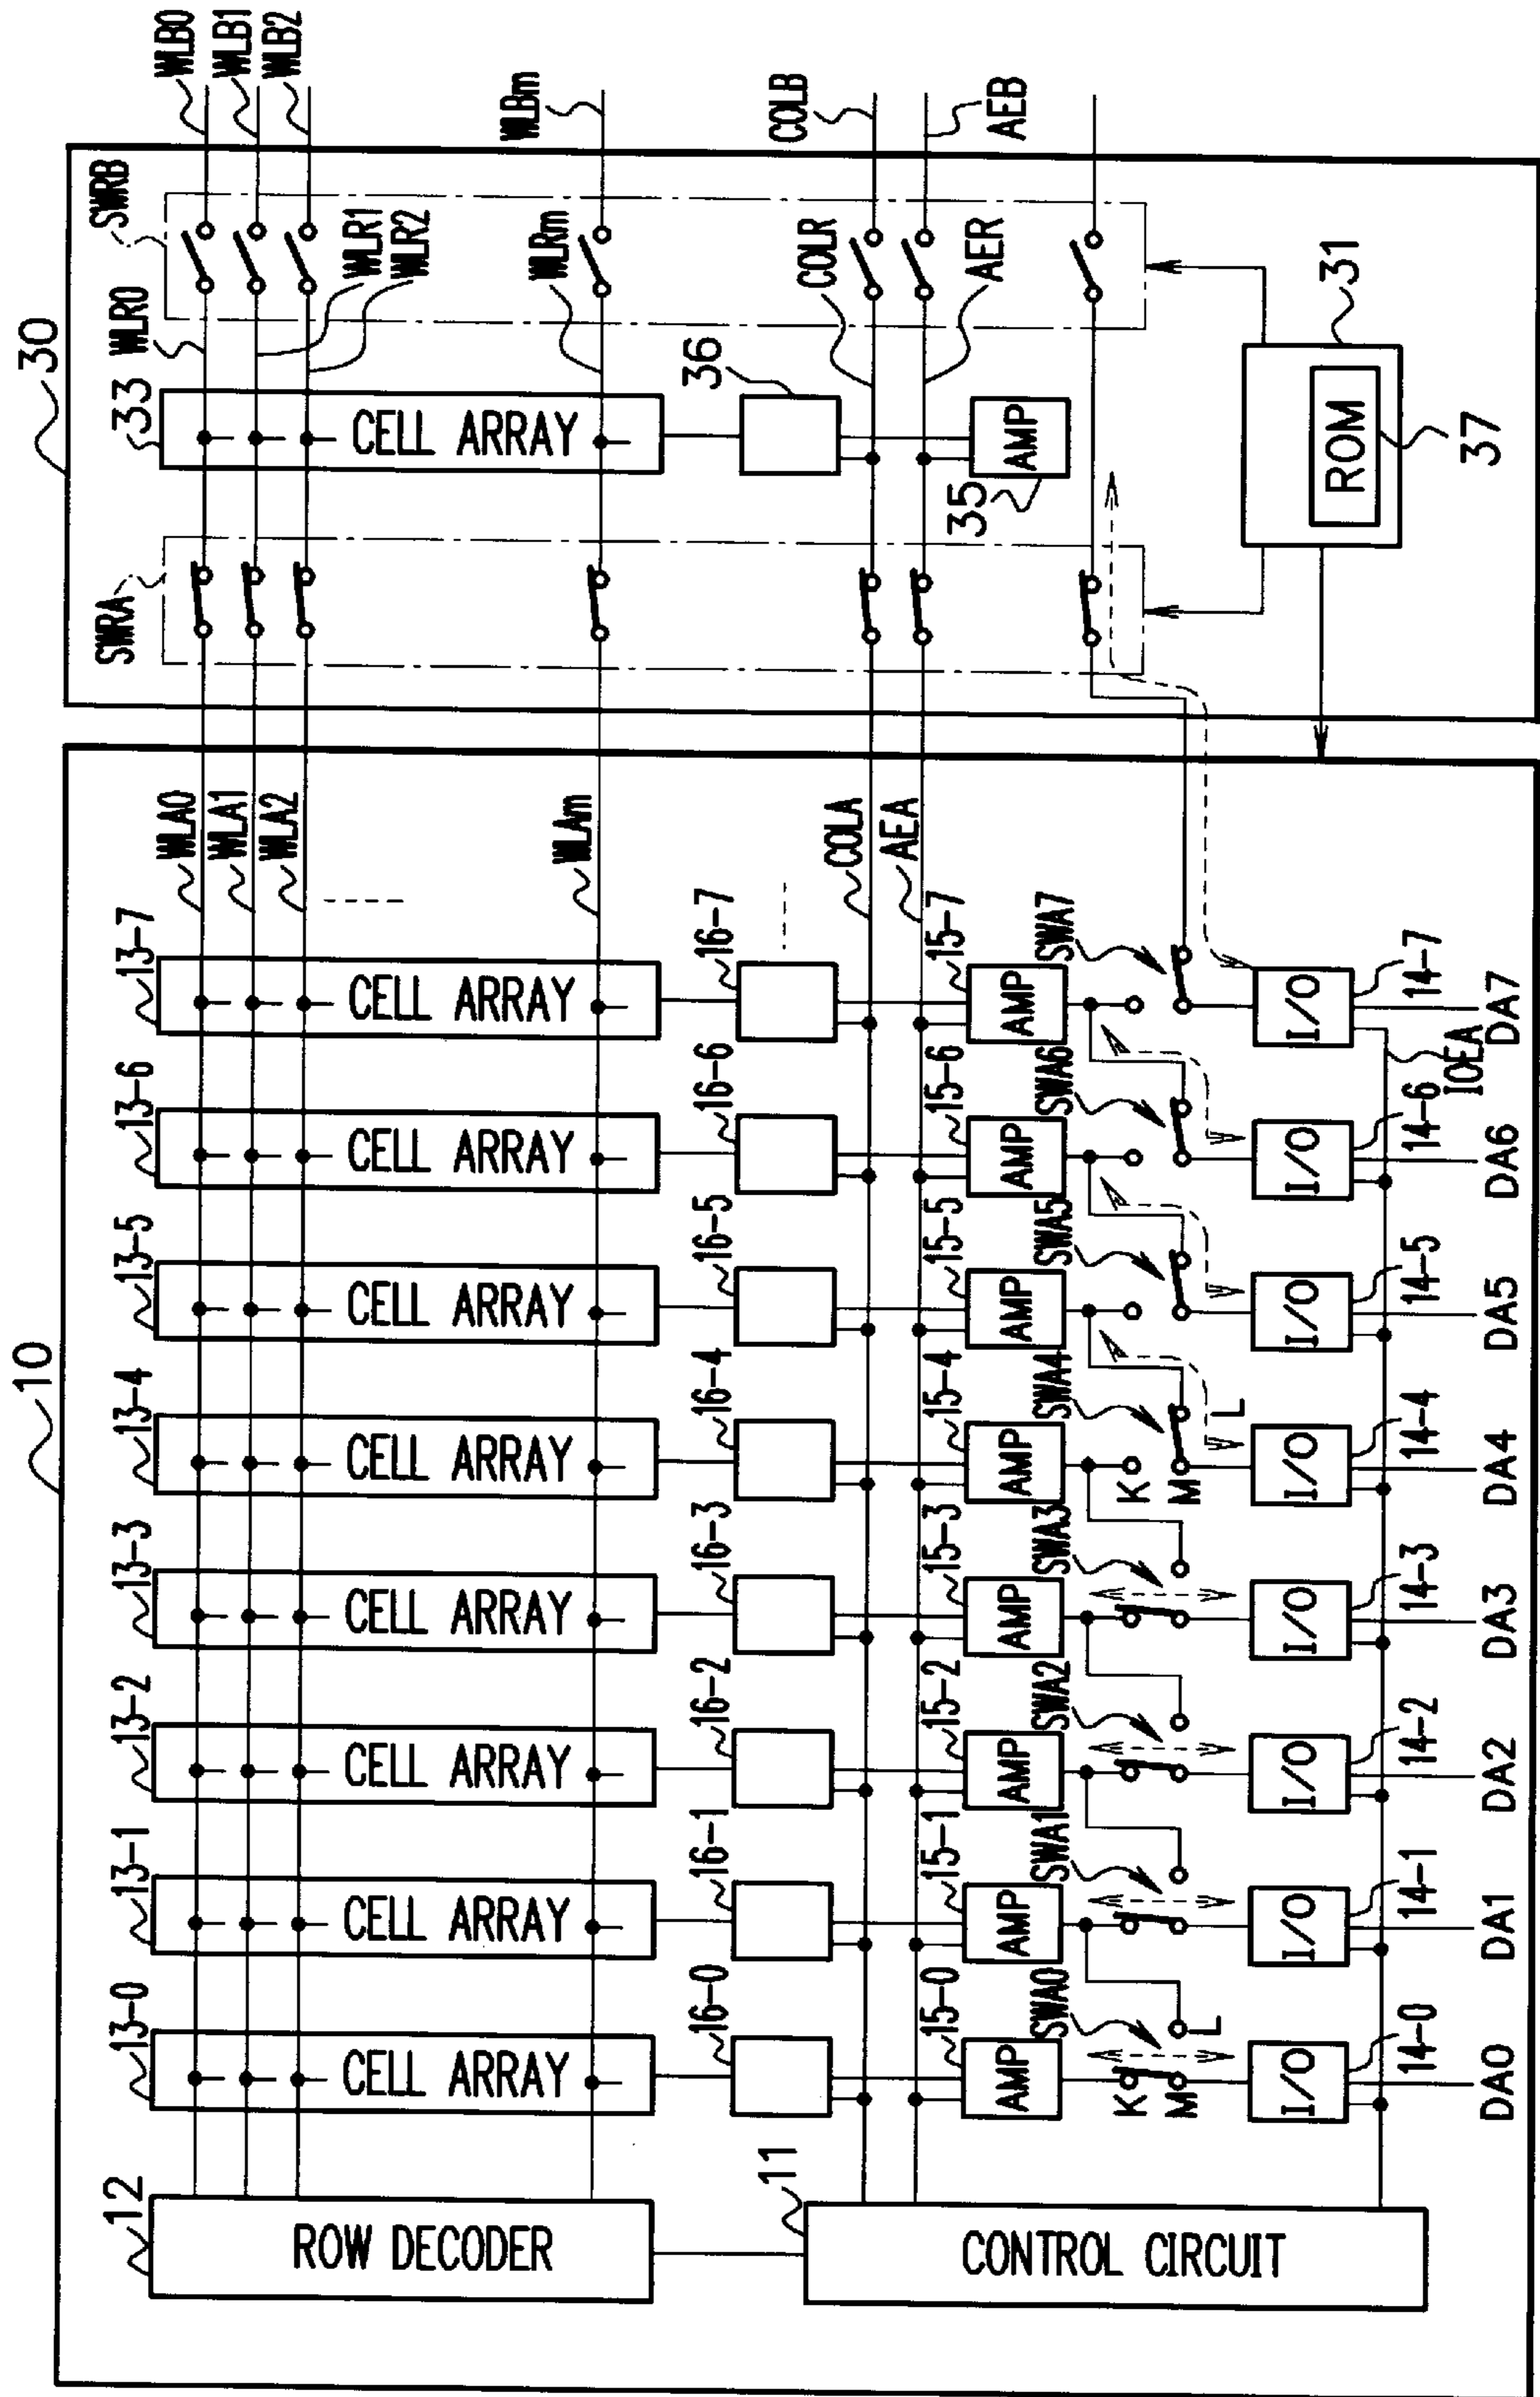 10
30
12
ROW DECODER
11
CONTROL CIRCUIT
13-0
13-1
13-2
13-3
13-4
13-5
13-6
13-7
33
CELL ARRAY
CELL ARRAY
CELL ARRAY
CELL ARRAY
CELL ARRAY
CELL ARRAY
CELL ARRAY
CELL ARRAY
CELL ARRAY
WLA0
WLA1
WLA2
WLAm
SWRA
SWRB
WLR0
WLR1
WLR2
WLRm
WLB0
WLB1
WLB2
WLBm
16-0
16-1
16-2
16-3
16-4
16-5
16-6
16-7
36
COLA
AEA
COLR
AER
COLB
AEB
15-0
15-1
15-2
15-3
15-4
15-5
15-6
15-7
35
AMP
AMP
AMP
AMP
AMP
AMP
AMP
AMP
AMP
SWA0
SWA1
SWA2
SWA3
SWA4
SWA5
SWA6
SWA7
K
M
L
K
M
L
I/O
I/O
I/O
I/O
I/O
I/O
I/O
I/O
14-0
14-1
14-2
14-3
14-4
14-5
14-6
14-7
IOEA
DA0
DA1
DA2
DA3
DA4
DA5
DA6
DA7
31
ROM
37